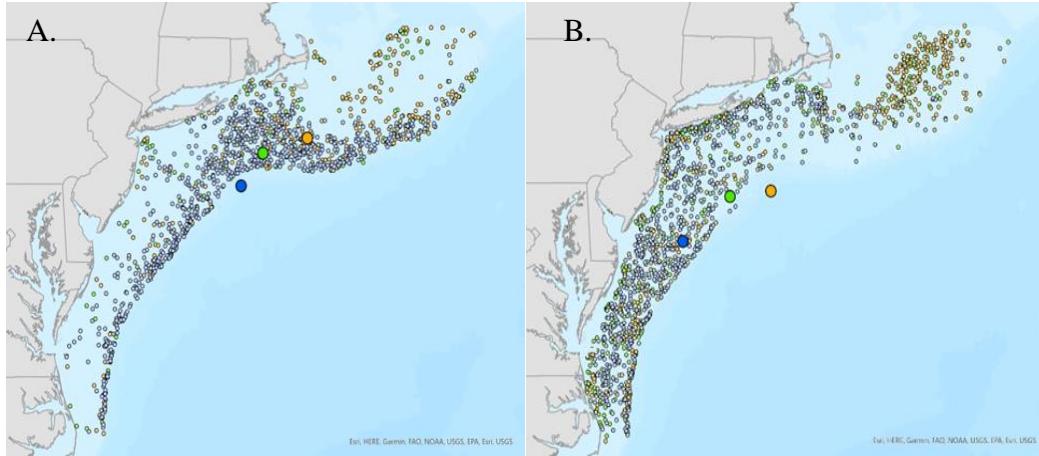 A.
B.
Esri, HERE, Garmin, FAO, NOAA, USGS, EPA, Esri, USGS
Esri, HERE, Garmin, FAO, NOAA, USGS, EPA, Esri, USGS